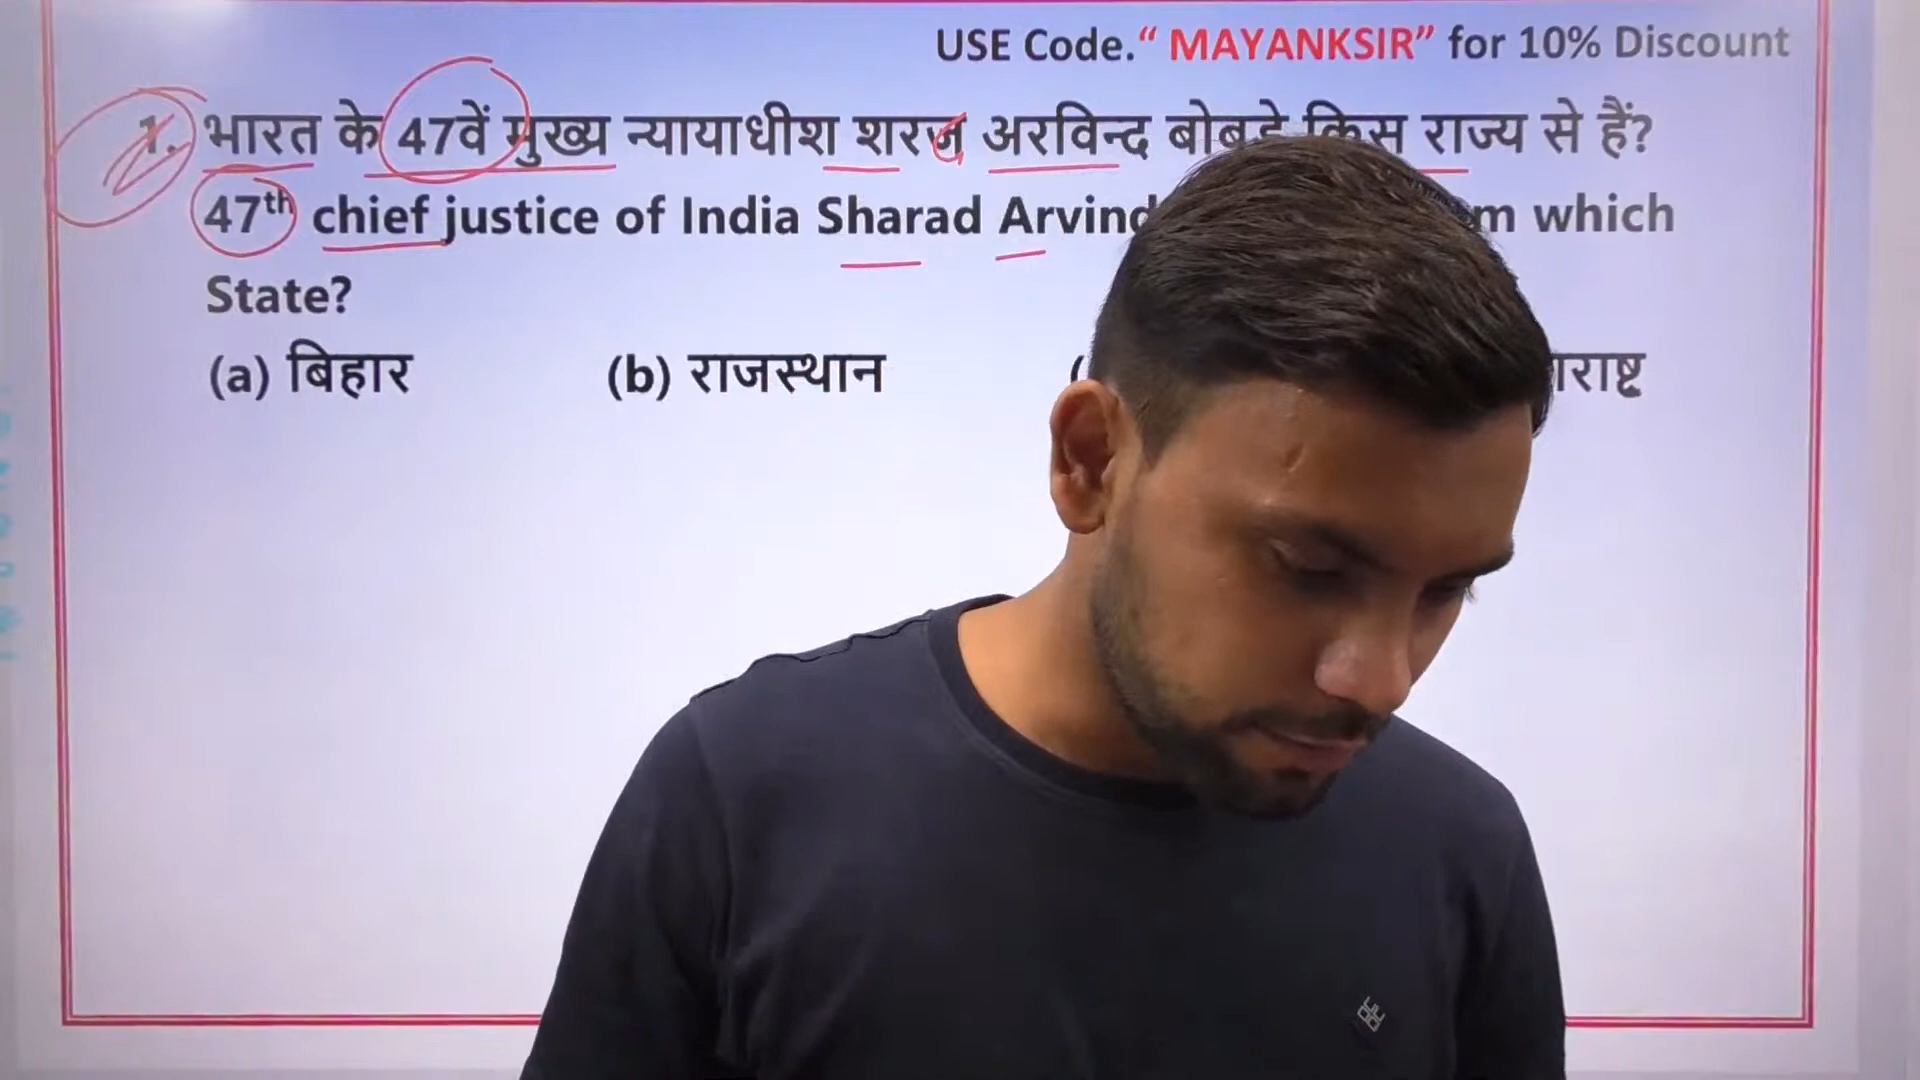 USE Code.“ MAYANKSIR” for 10% Discount
1. भारत के 47वें मुख्य न्यायाधीश शरज अरविन्द बोबडे किस राज्य से हैं?
47th chief justice of India Sharad Arvind which
State?
(a) बिहार (b) राजस्थान